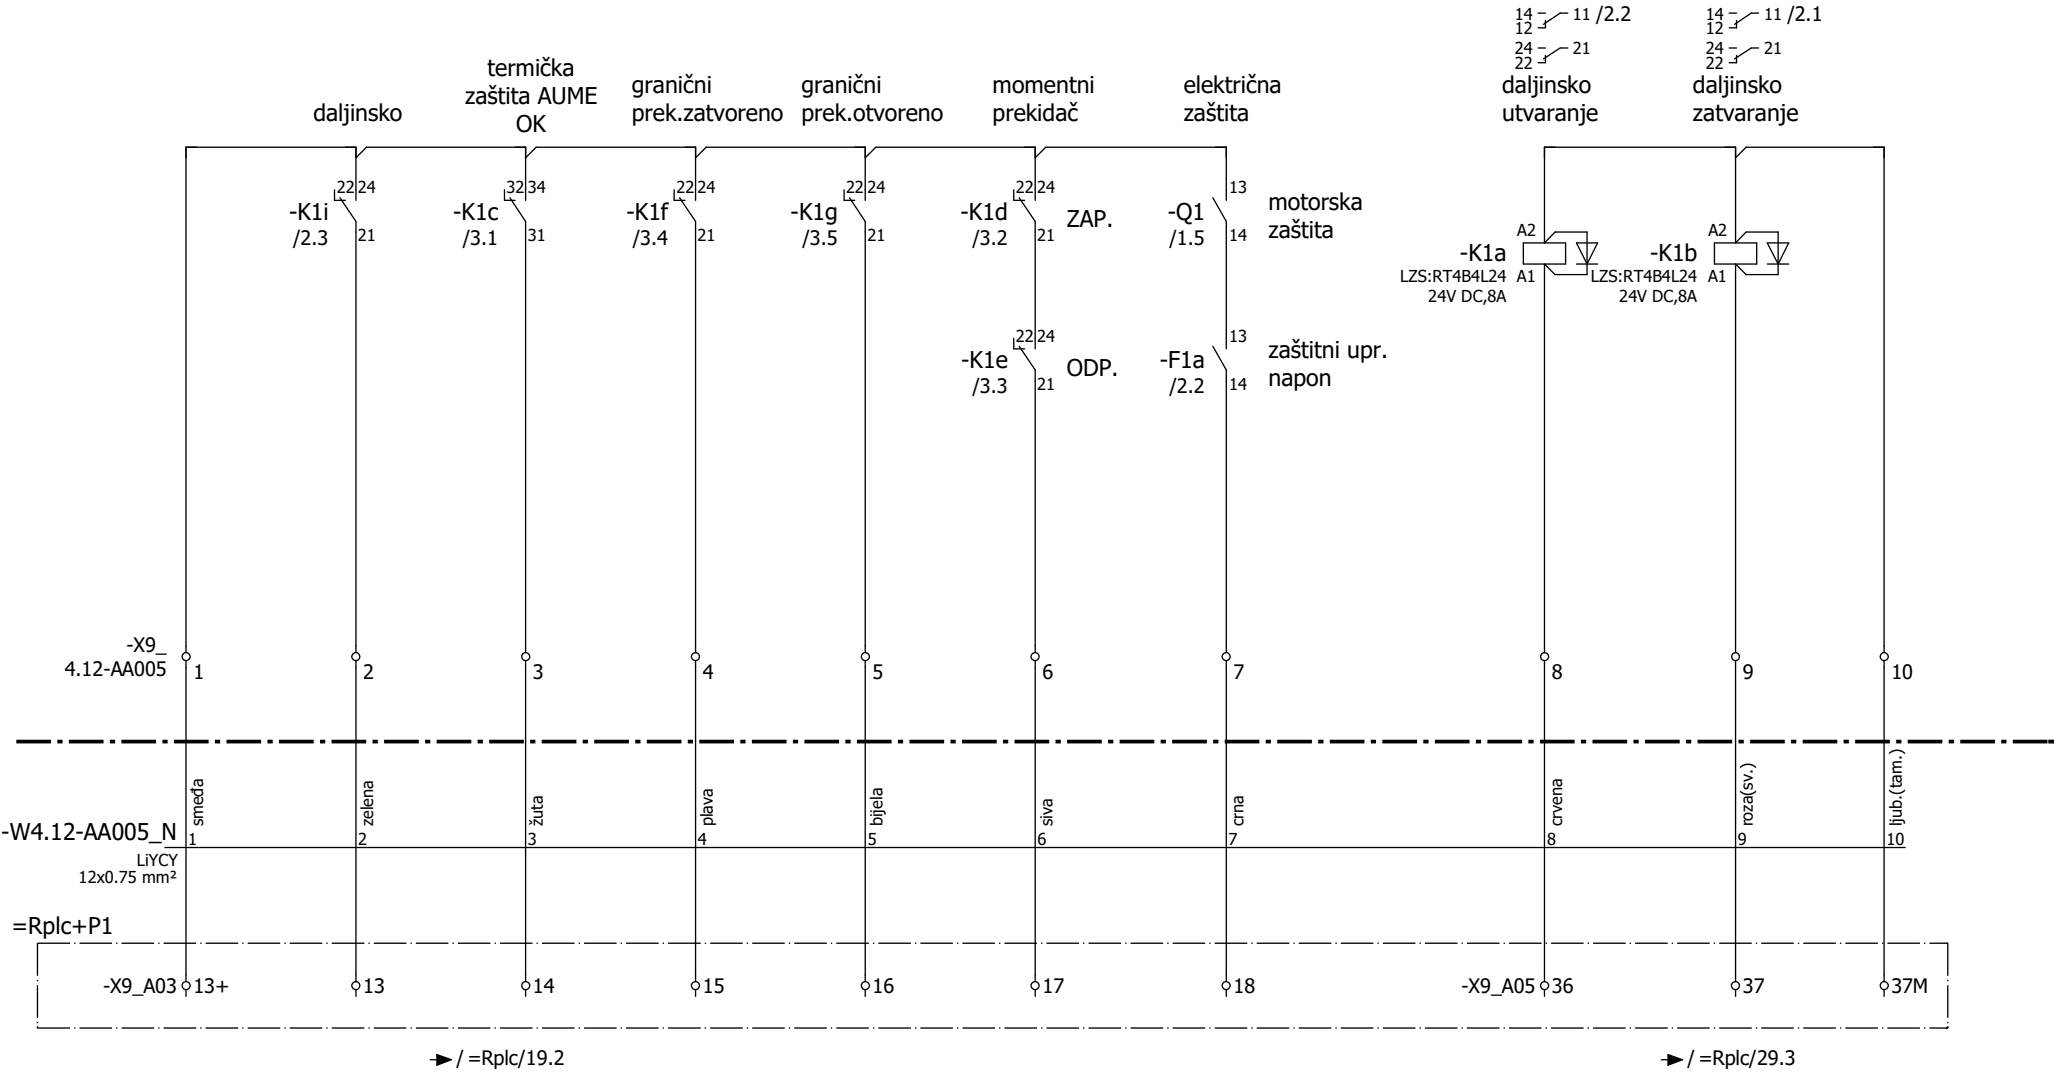 14 11 /2.2
12
24 21
22
14 11 /2.1
12
24 21
22
daljinsko
termička
zaštita AUME
OK
granični
prek.zatvoreno
granični
prek.otvoreno
momentni
prekidač
električna
zaštita
daljinsko
utvaranje
daljinsko
zatvaranje
22 24
-K1i
/2.3 21
32 34
-K1c
/3.1 31
22 24
-K1f
/3.4 21
22 24
-K1g
/3.5 21
22 24
-K1d ZAP.
/3.2 21
13
-Q1
/1.5 14
motorska
zaštita
A2
-K1a
LZS:RT4B4L24 A1
24V DC,8A
A2
-K1b
LZS:RT4B4L24 A1
24V DC,8A
22 24
-K1e ODP.
/3.3 21
13
-F1a
/2.2 14
zaštitni upr.
napon
-X9_
4.12-AA005
1 2 3 4 5 6 7 8 9 10
smeđa zelena žuta plava bijela siva crna crvena roza(sv.) ljub.(tam.)
-W4.12-AA005_N 1 2 3 4 5 6 7 8 9 10
LiYCY
12x0.75 mm²
=Rplc+P1
-X9_A03 13+ 13 14 15 16 17 18 -X9_A05 36 37 37M
/ =Rplc/19.2 / =Rplc/29.3